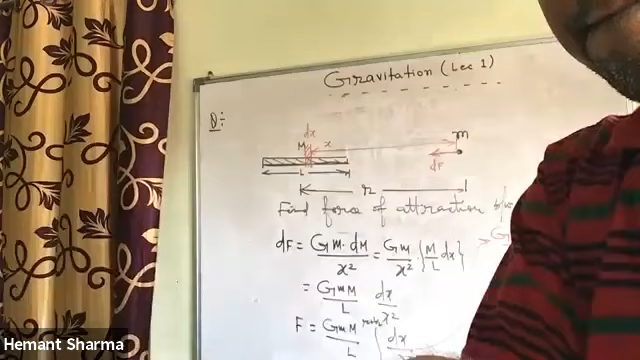 Gravitation (Lec 1)
Q:
dx
M
x
m
dF
L
r
Find force of attraction
dF = GM·dM/x² = GM/x² · {M/L dx}
= GMM/L dx/x²
F = GMM/L ∫ dx
Hemant Sharma